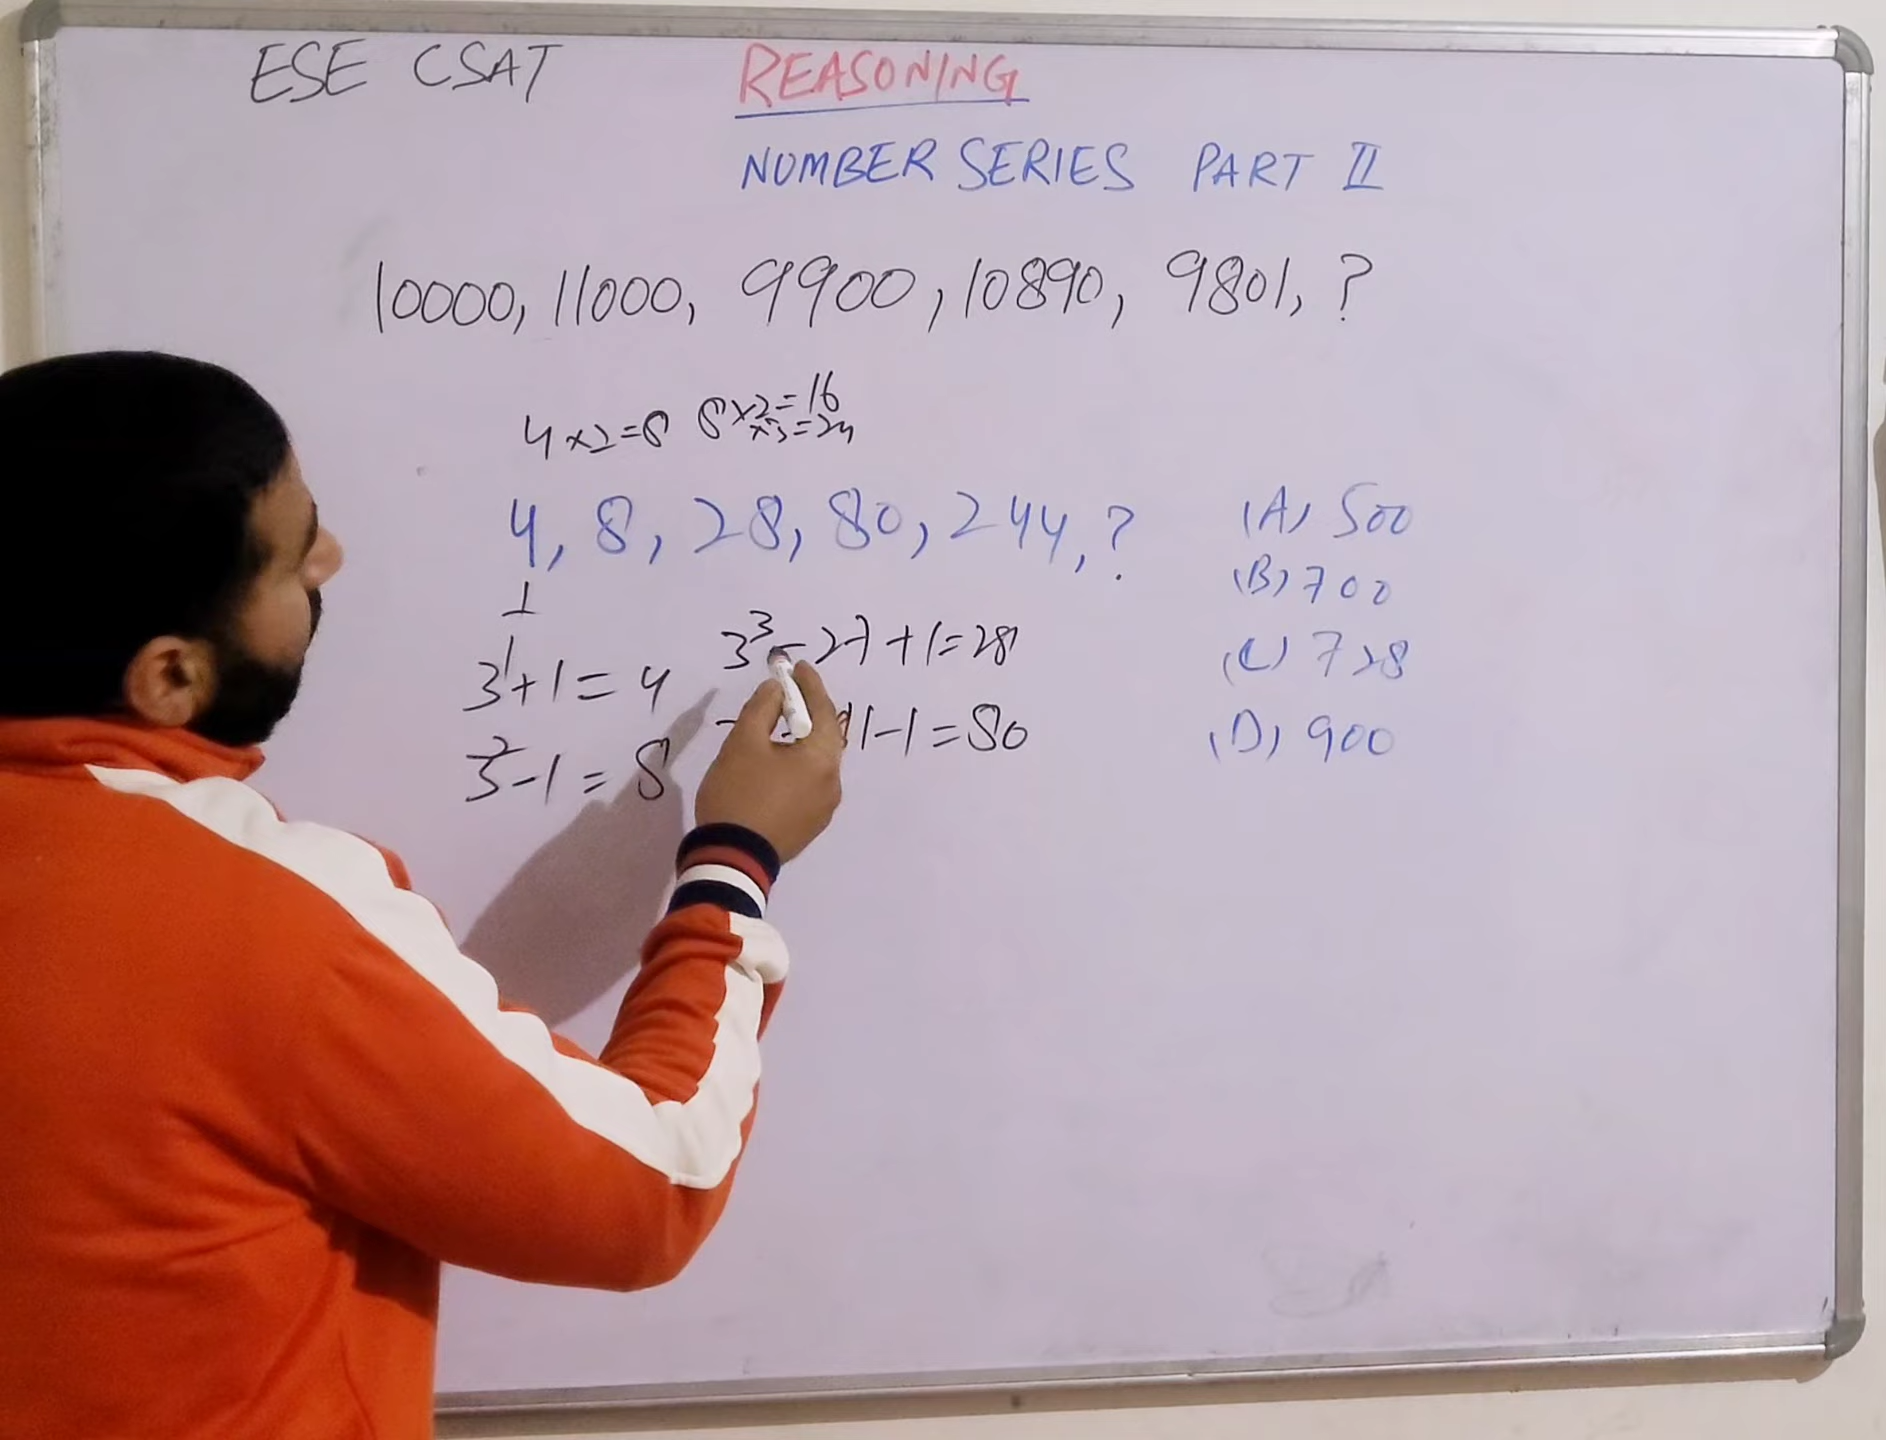 ESE CSAT REASONING
NUMBER SERIES PART II
10000, 11000, 9900, 10890, 9801, ?
4×2=8 8×2=16
×3=24
4, 8, 28, 80, 244, ?
(A) 500
(B) 700
(C) 728
(D) 900
1
3¹+1=4
3²-1=8
3³=27+1=28
1-1=80